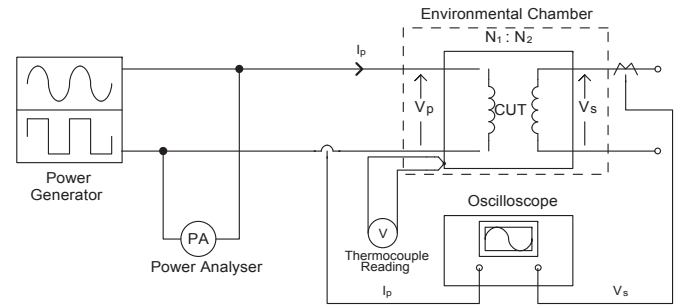 Environmental Chamber
N₁ : N₂
Iₚ
Vₚ
CUT
Vₛ
Power
Generator
PA
Power Analyser
V
Thermocouple
Reading
Oscilloscope
Iₚ
Vₛ